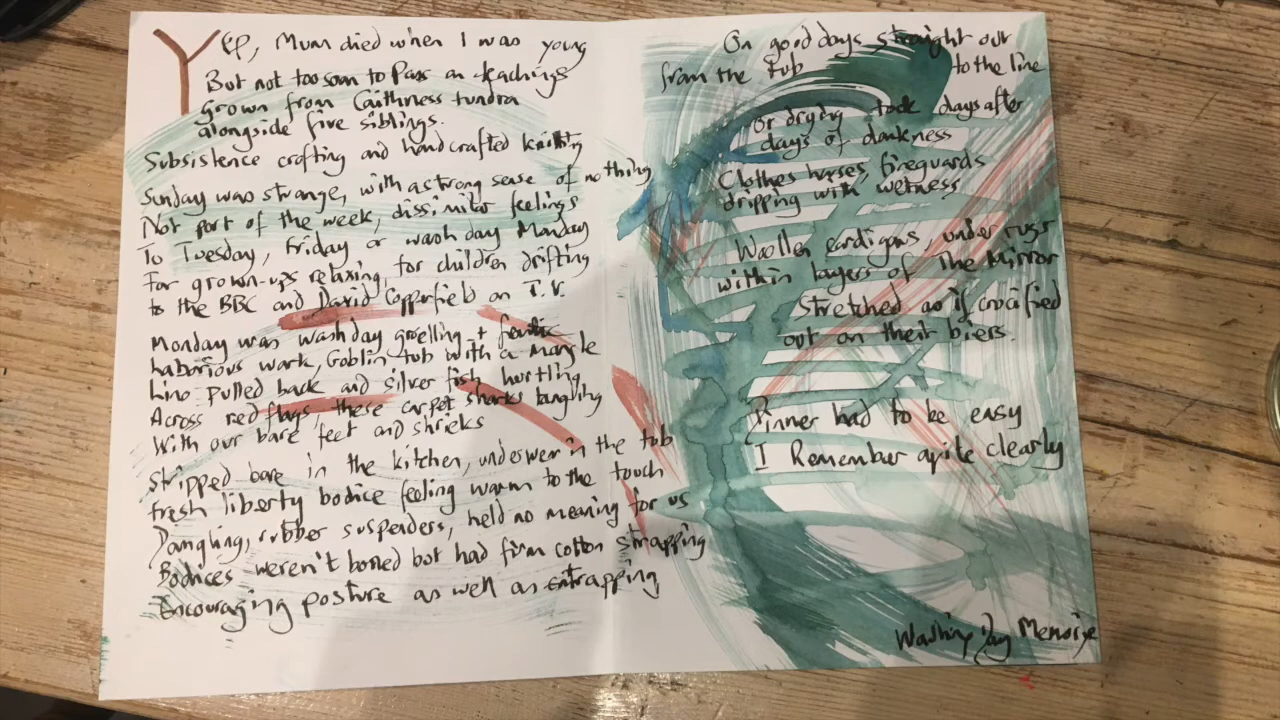 Yep, Mum died when I was young
But not too soon to Pass on teachings
Grown from Caithness tundra
alongside five siblings.
Subsistence crafting and handcrafted knitting
Sunday was strange, with a strong sense of nothing
Not part of the week, dissimilar feelings
To Tuesday, Friday or wash day Monday
For grown-ups relaxing, for children drifting
to the BBC and David Copperfield on T.V.
Monday was wash day gruelling + frantic
laborious work, Goblin tub with a mangle
Line pulled back and silver fish hurtling
Across red flags, these carpet sharks tangling
With our bare feet and shrieks
Stripped bare in the kitchen, underwear in the tub
fresh liberty bodice feeling warm to the touch
Dangling, rubber suspenders, held no meaning for us
Bodices weren't boned but had firm cotton strapping
Encouraging posture as well as entrapping
On good days straight out
from the tub to the line
Or drying took days after
days of dankness
Clothes horses, fireguards
dripping with wetness
Woollen cardigans, under rugs
within layers of The Mirror
Stretched as if crucified
out on their biers.
Dinner had to be easy
I Remember quite clearly
Washing Day